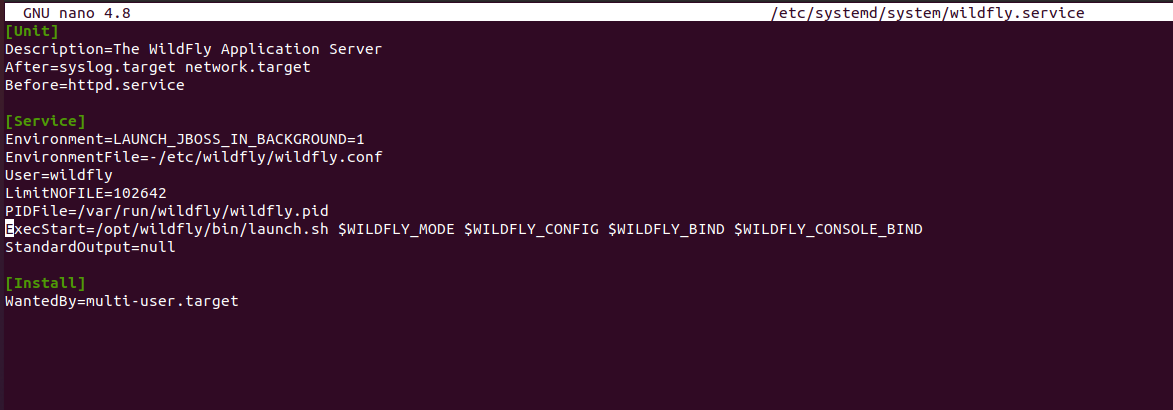 GNU nano 4.8 /etc/systemd/system/wildfly.service
[Unit]
Description=The WildFly Application Server
After=syslog.target network.target
Before=httpd.service
[Service]
Environment=LAUNCH_JBOSS_IN_BACKGROUND=1
EnvironmentFile=-/etc/wildfly/wildfly.conf
User=wildfly
LimitNOFILE=102642
PIDFile=/var/run/wildfly/wildfly.pid
ExecStart=/opt/wildfly/bin/launch.sh $WILDFLY_MODE $WILDFLY_CONFIG $WILDFLY_BIND $WILDFLY_CONSOLE_BIND
StandardOutput=null
[Install]
WantedBy=multi-user.target